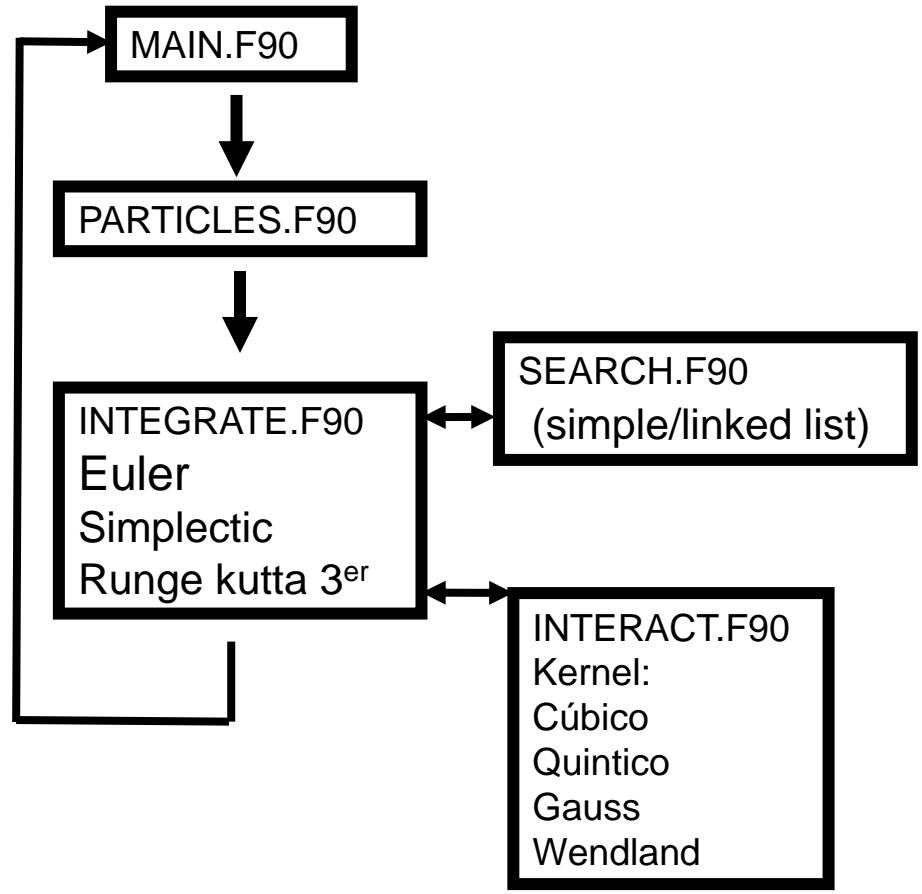 MAIN.F90
PARTICLES.F90
INTEGRATE.F90
Euler
Simplectic
Runge kutta 3er
SEARCH.F90
(simple/linked list)
INTERACT.F90
Kernel:
Cúbico
Quintico
Gauss
Wendland